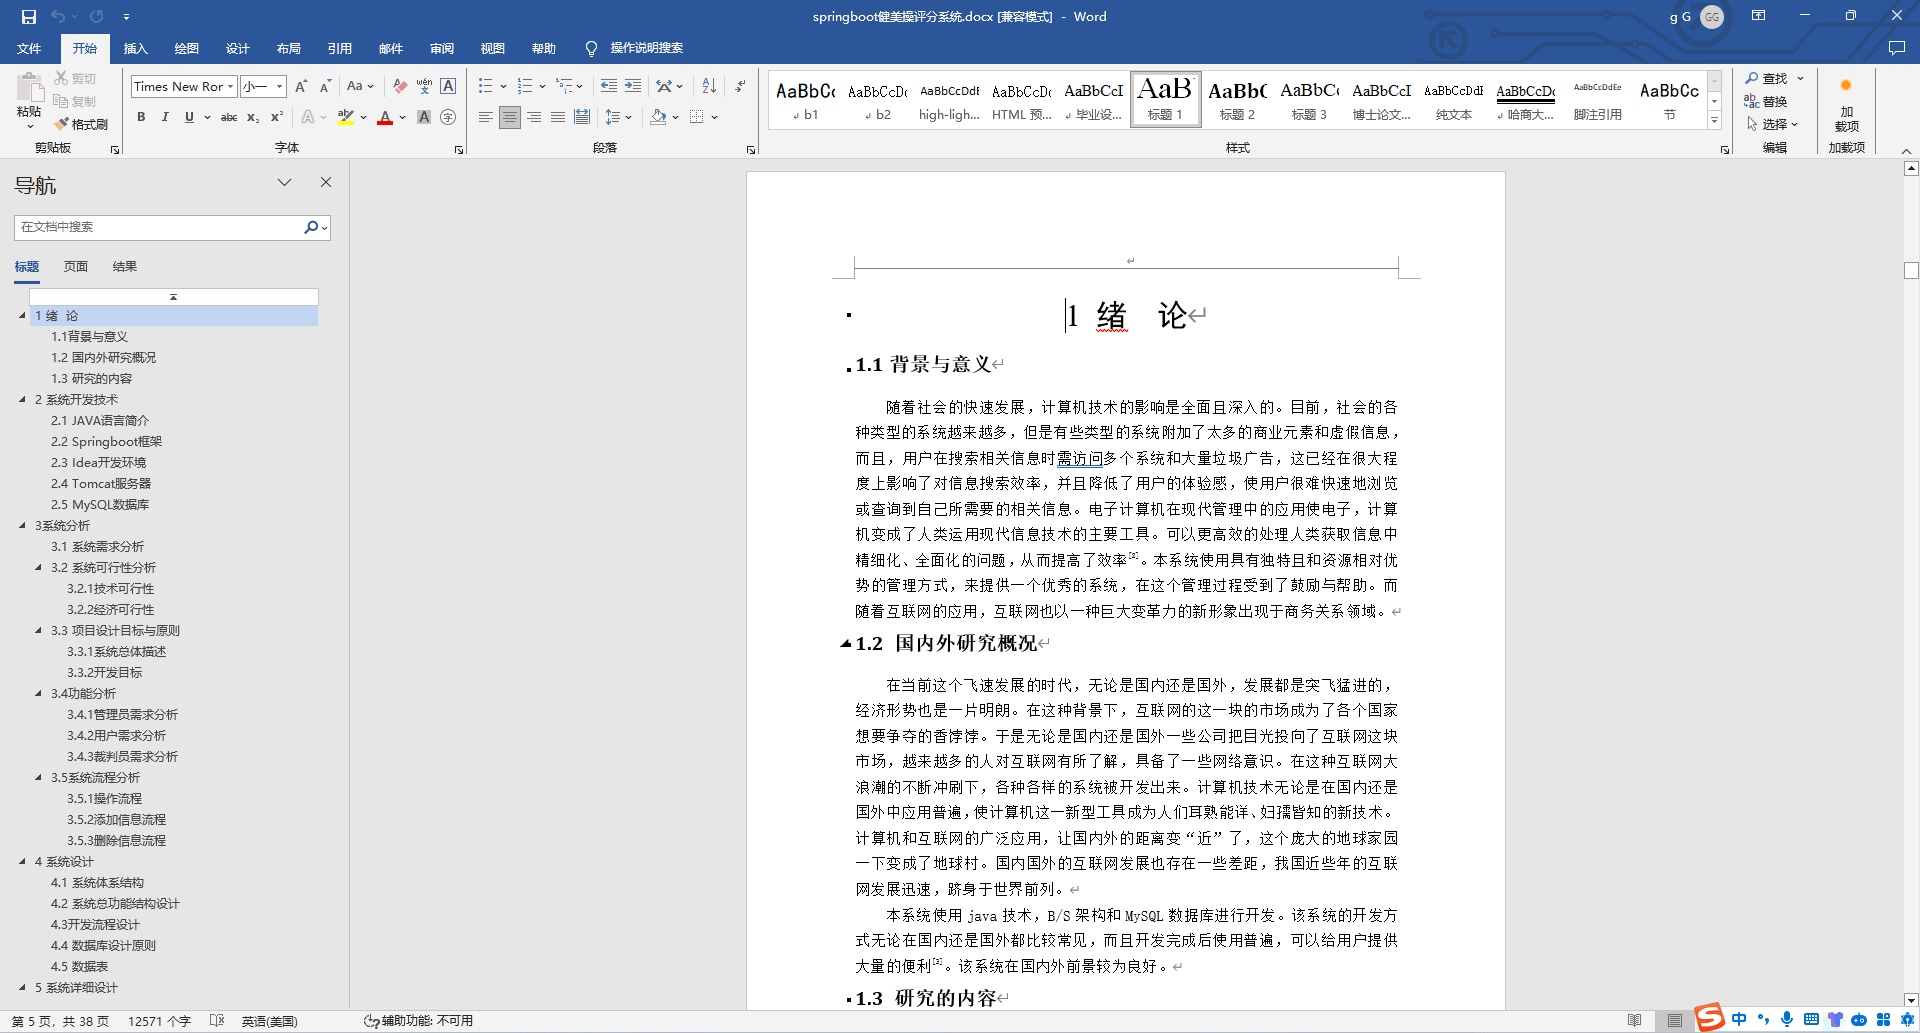 springboot健美操评分系统.docx [兼容模式] - Word
g G
GG
文件 开始 插入 绘图 设计 布局 引用 邮件 审阅 视图 帮助 操作说明搜索
粘贴
剪切
复制
格式刷
剪贴板
Times New Ror 小一
字体
段落
AaBbCc AaBbCcDc AaBbCcDdE AaBbCcDc AaBbCcI AaB AaBbC AaBbC AaBbCcI AaBbCcDdE AaBbCcDc AaBbCcDdEe AaBbCc
b1 b2 high-ligh... HTML 预... 毕业设... 标题 1 标题 2 标题 3 博士论文... 纯文本 哈商大... 脚注引用 节
样式
查找
替换
选择
编辑
加
载项
加载项
导航
在文档中搜索
标题 页面 结果
1 绪 论
1.1背景与意义
1.2 国内外研究概况
1.3 研究的内容
2 系统开发技术
2.1 JAVA语言简介
2.2 Springboot框架
2.3 Idea开发环境
2.4 Tomcat服务器
2.5 MySQL数据库
3系统分析
3.1 系统需求分析
3.2 系统可行性分析
3.2.1技术可行性
3.2.2经济可行性
3.3 项目设计目标与原则
3.3.1系统总体描述
3.3.2开发目标
3.4功能分析
3.4.1管理员需求分析
3.4.2用户需求分析
3.4.3裁判员需求分析
3.5系统流程分析
3.5.1操作流程
3.5.2添加信息流程
3.5.3删除信息流程
4 系统设计
4.1 系统体系结构
4.2 系统总功能结构设计
4.3开发流程设计
4.4 数据库设计原则
4.5 数据表
5 系统详细设计
1 绪 论
1.1 背景与意义
随着社会的快速发展，计算机技术的影响是全面且深入的。目前，社会的各
种类型的系统越来越多，但是有些类型的系统附加了太多的商业元素和虚假信息，
而且，用户在搜索相关信息时需访问多个系统和大量垃圾广告，这已经在很大程
度上影响了对信息搜索效率，并且降低了用户的体验感，使用户很难快速地浏览
或查询到自己所需要的相关信息。电子计算机在现代管理中的应用使电子，计算
机变成了人类运用现代信息技术的主要工具。可以更高效的处理人类获取信息中
精细化、全面化的问题，从而提高了效率[2]。本系统使用具有独特且和资源相对优
势的管理方式，来提供一个优秀的系统，在这个管理过程受到了鼓励与帮助。而
随着互联网的应用，互联网也以一种巨大变革力的新形象出现于商务关系领域。
1.2 国内外研究概况
在当前这个飞速发展的时代，无论是国内还是国外，发展都是突飞猛进的，
经济形势也是一片明朗。在这种背景下，互联网的这一块的市场成为了各个国家
想要争夺的香饽饽。于是无论是国内还是国外一些公司把目光投向了互联网这块
市场，越来越多的人对互联网有所了解，具备了一些网络意识。在这种互联网大
浪潮的不断冲刷下，各种各样的系统被开发出来。计算机技术无论是在国内还是
国外中应用普遍，使计算机这一新型工具成为人们耳熟能详、妇孺皆知的新技术。
计算机和互联网的广泛应用，让国内外的距离变“近”了，这个庞大的地球家园
一下变成了地球村。国内国外的互联网发展也存在一些差距，我国近些年的互联
网发展迅速，跻身于世界前列。
本系统使用 java 技术，B/S 架构和 MySQL 数据库进行开发。该系统的开发方
式无论在国内还是国外都比较常见，而且开发完成后使用普遍，可以给用户提供
大量的便利[3]。该系统在国内外前景较为良好。
1.3 研究的内容
第 5 页，共 38 页 12571 个字 英语(美国) 辅助功能: 不可用
中